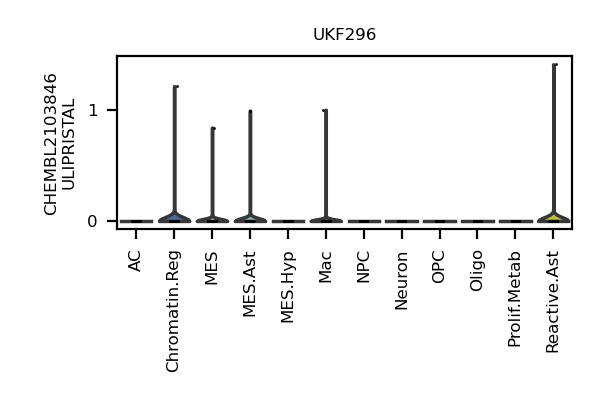 UKF296
CHEMBL2103846
ULIPRISTAL
1
0
AC
Chromatin.Reg
MES
MES.Ast
MES.Hyp
Mac
NPC
Neuron
OPC
Oligo
Prolif.Metab
Reactive.Ast